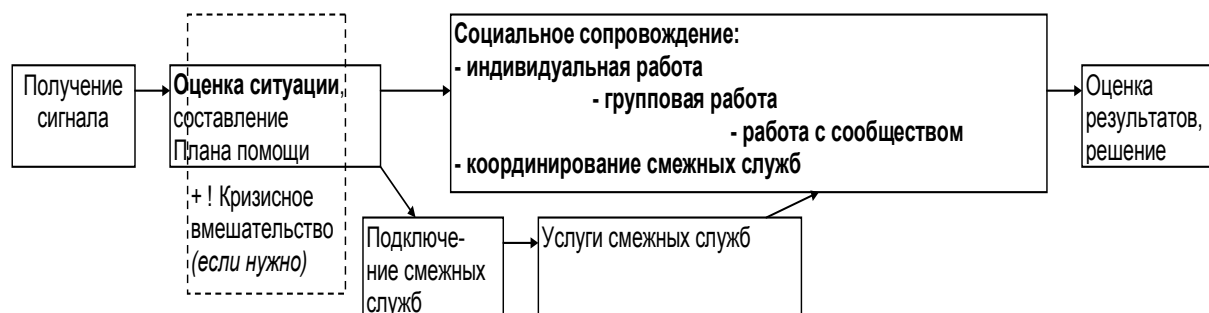 Получение
сигнала
Оценка ситуации,
составление
Плана помощи
+ ! Кризисное
вмешательство
(если нужно)
Социальное сопровождение:
- индивидуальная работа
- групповая работа
- работа с сообществом
- координирование смежных служб
Подключе-
ние смежных
служб
Услуги смежных служб
Оценка
результатов,
решение